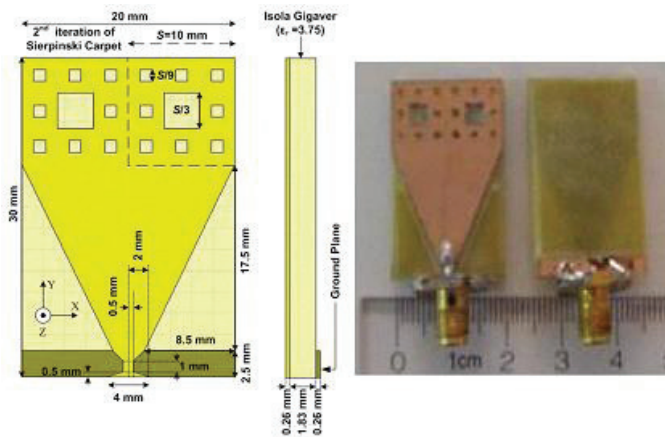 20 mm
2nd iteration of
Sierpinski Carpet
S=10 mm
S/9
S/3
30 mm
17.5 mm
2 mm
0.5 mm
Y
X
Z
8.5 mm
0.5 mm
1 mm
2.5 mm
4 mm
Isola Gigaver
(εr =3.75)
Ground Plane
0.26 mm
1.83 mm
0.26 mm
0 1cm 2 3 4 5